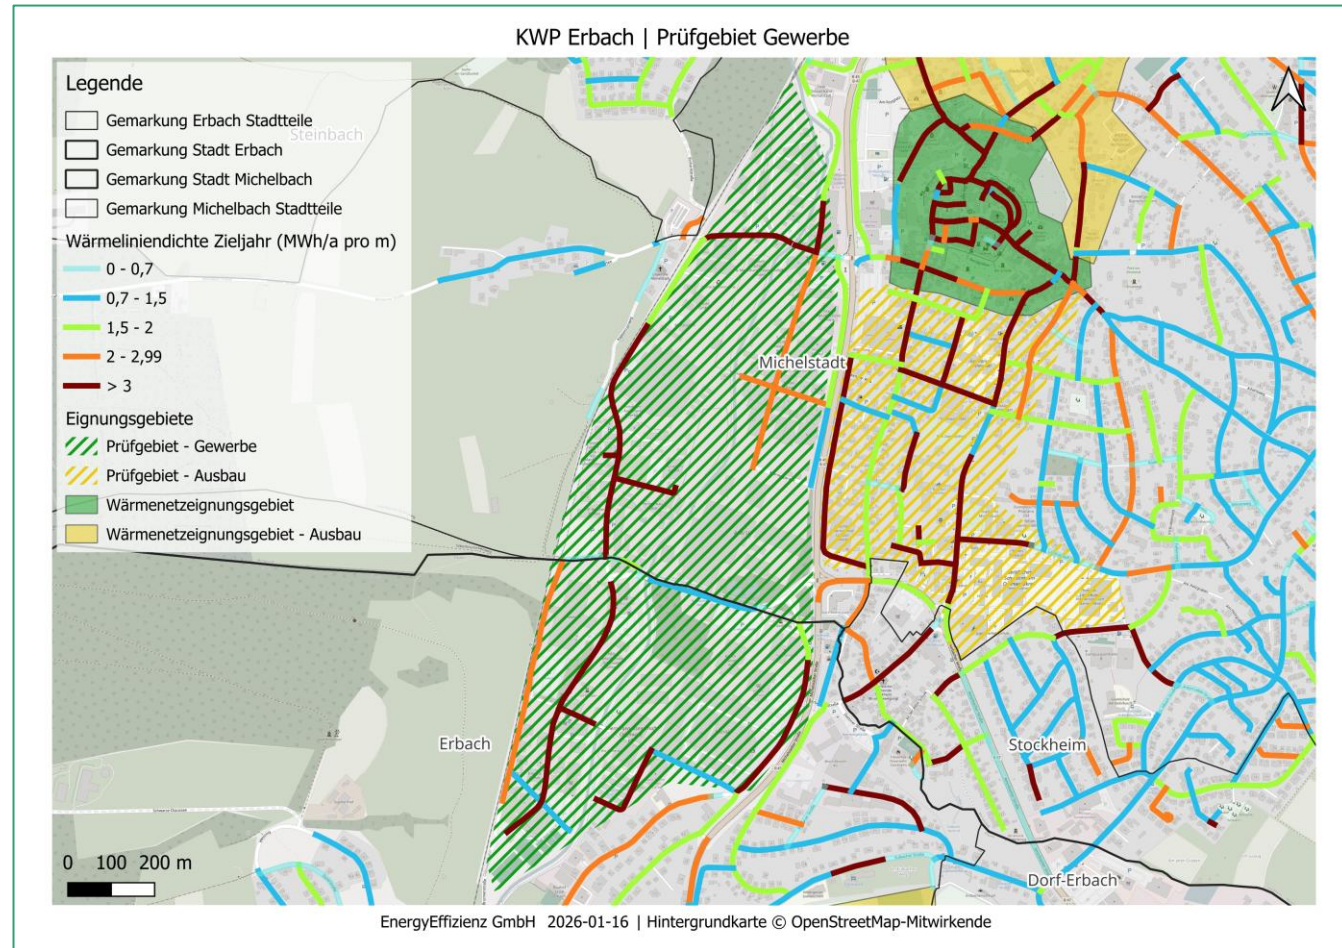 KWP Erbach | Prüfgebiet Gewerbe
Legende
Gemarkung Erbach Stadtteile
Steinbach
Gemarkung Stadt Erbach
Gemarkung Stadt Michelbach
Gemarkung Michelbach Stadtteile
Wärmeliniendichte Zieljahr (MWh/a pro m)
0 - 0,7
0,7 - 1,5
1,5 - 2
2 - 2,99
> 3
Eignungsgebiete
Prüfgebiet - Gewerbe
Prüfgebiet - Ausbau
Wärmenetzeignungsgebiet
Wärmenetzeignungsgebiet - Ausbau
Michelstadt
Erbach
Stockheim
Dorf-Erbach
0 100 200 m
EnergyEffizienz GmbH 2026-01-16 | Hintergrundkarte © OpenStreetMap-Mitwirkende